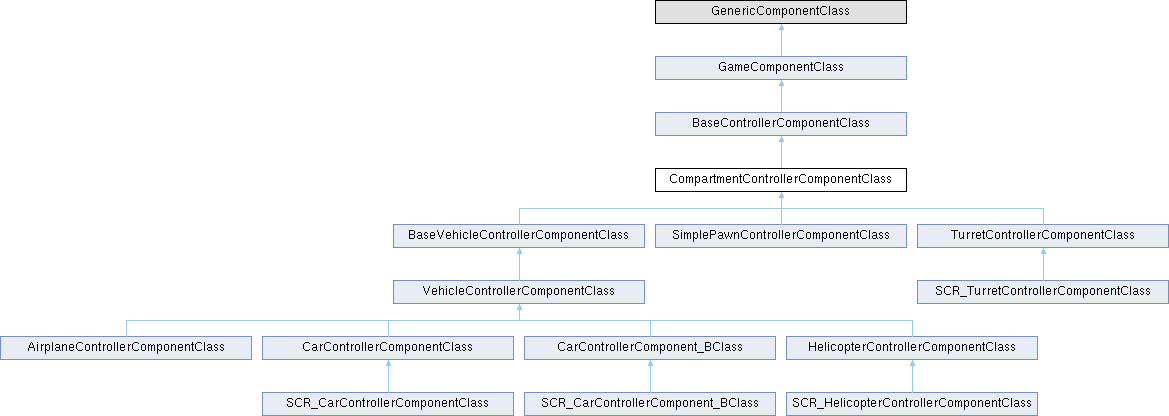 GenericComponentClass
GameComponentClass
BaseControllerComponentClass
CompartmentControllerComponentClass
BaseVehicleControllerComponentClass
SimplePawnControllerComponentClass
TurretControllerComponentClass
VehicleControllerComponentClass
SCR_TurretControllerComponentClass
AirplaneControllerComponentClass
CarControllerComponentClass
CarControllerComponent_BClass
HelicopterControllerComponentClass
SCR_CarControllerComponentClass
SCR_CarControllerComponent_BClass
SCR_HelicopterControllerComponentClass